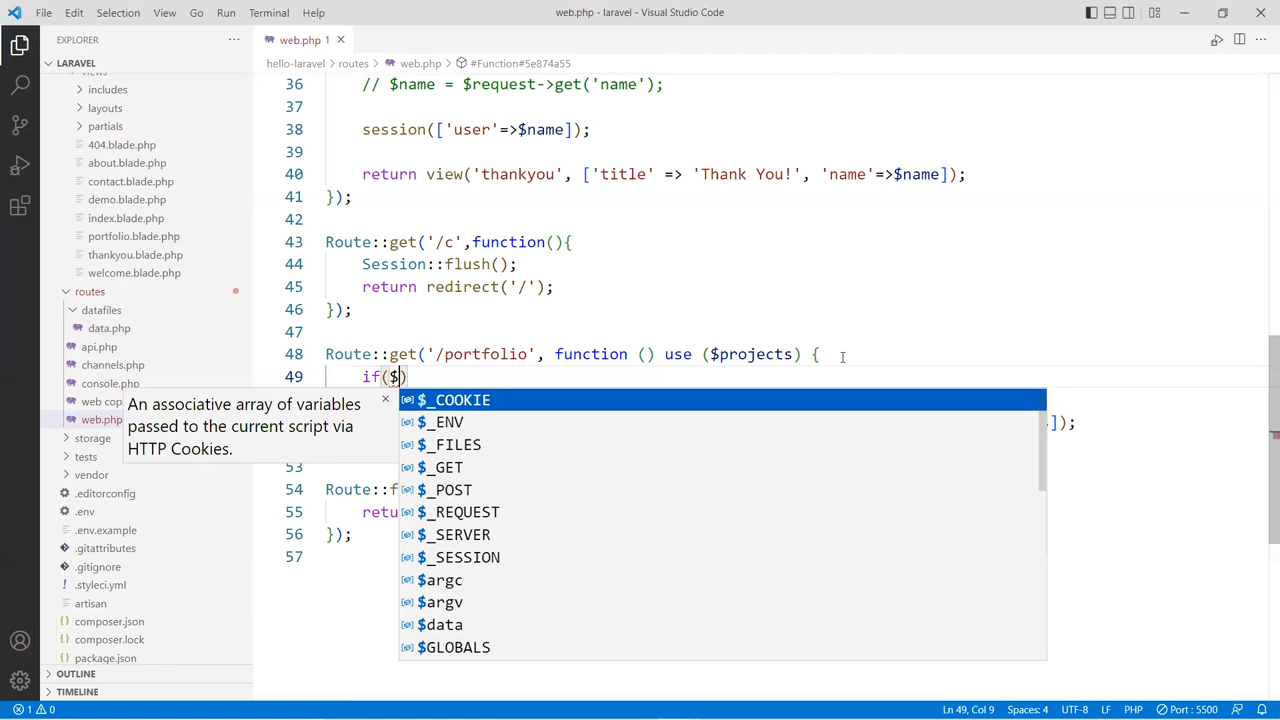 File Edit Selection View Go Run Terminal Help
web.php - laravel - Visual Studio Code
EXPLORER
web.php 1
LARAVEL
hello-laravel > routes > web.php > #Function#5e874a55
views
includes
layouts
partials
404.blade.php
about.blade.php
contact.blade.php
demo.blade.php
index.blade.php
portfolio.blade.php
thankyou.blade.php
welcome.blade.php
routes
datafiles
data.php
api.php
channels.php
console.php
web cop
web.php
storage
tests
vendor
.editorconfig
.env
.env.example
.gitattributes
.gitignore
.styleci.yml
artisan
composer.json
composer.lock
package.json
OUTLINE
TIMELINE
36 // $name = $request->get('name');
37
38 session(['user'=>$name]);
39
40 return view('thankyou', ['title' => 'Thank You!', 'name'=>$name]);
41 });
42
43 Route::get('/c',function(){
44 Session::flush();
45 return redirect('/');
46 });
47
48 Route::get('/portfolio', function () use ($projects) {
49 if($)
]);
53
54 Route::f
55 retu
56 });
57
An associative array of variables
passed to the current script via
HTTP Cookies.
$_COOKIE
$_ENV
$_FILES
$_GET
$_POST
$_REQUEST
$_SERVER
$_SESSION
$argc
$argv
$data
$GLOBALS
1 0
Ln 49, Col 9 Spaces: 4 UTF-8 LF PHP Port : 5500